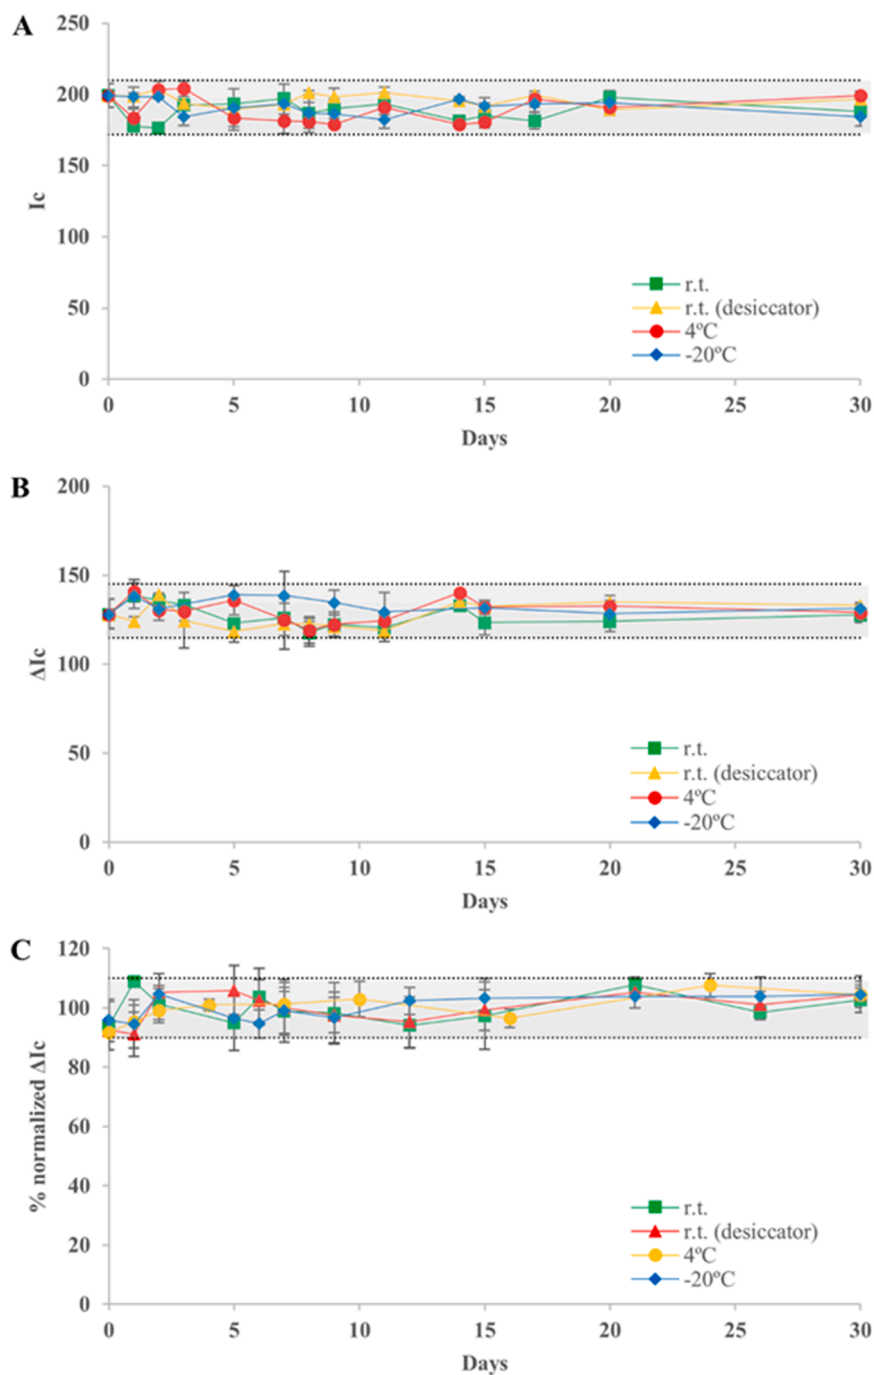 A
250
200
150
100
50
0
Ic
r.t.
r.t. (desiccator)
4ºC
-20ºC
0 5 10 15 20 25 30
Days
B
200
150
100
50
0
ΔIc
r.t.
r.t. (desiccator)
4ºC
-20ºC
0 5 10 15 20 25 30
Days
C
120
100
80
60
40
20
0
% normalized ΔIc
r.t.
r.t. (desiccator)
4ºC
-20ºC
0 5 10 15 20 25 30
Days